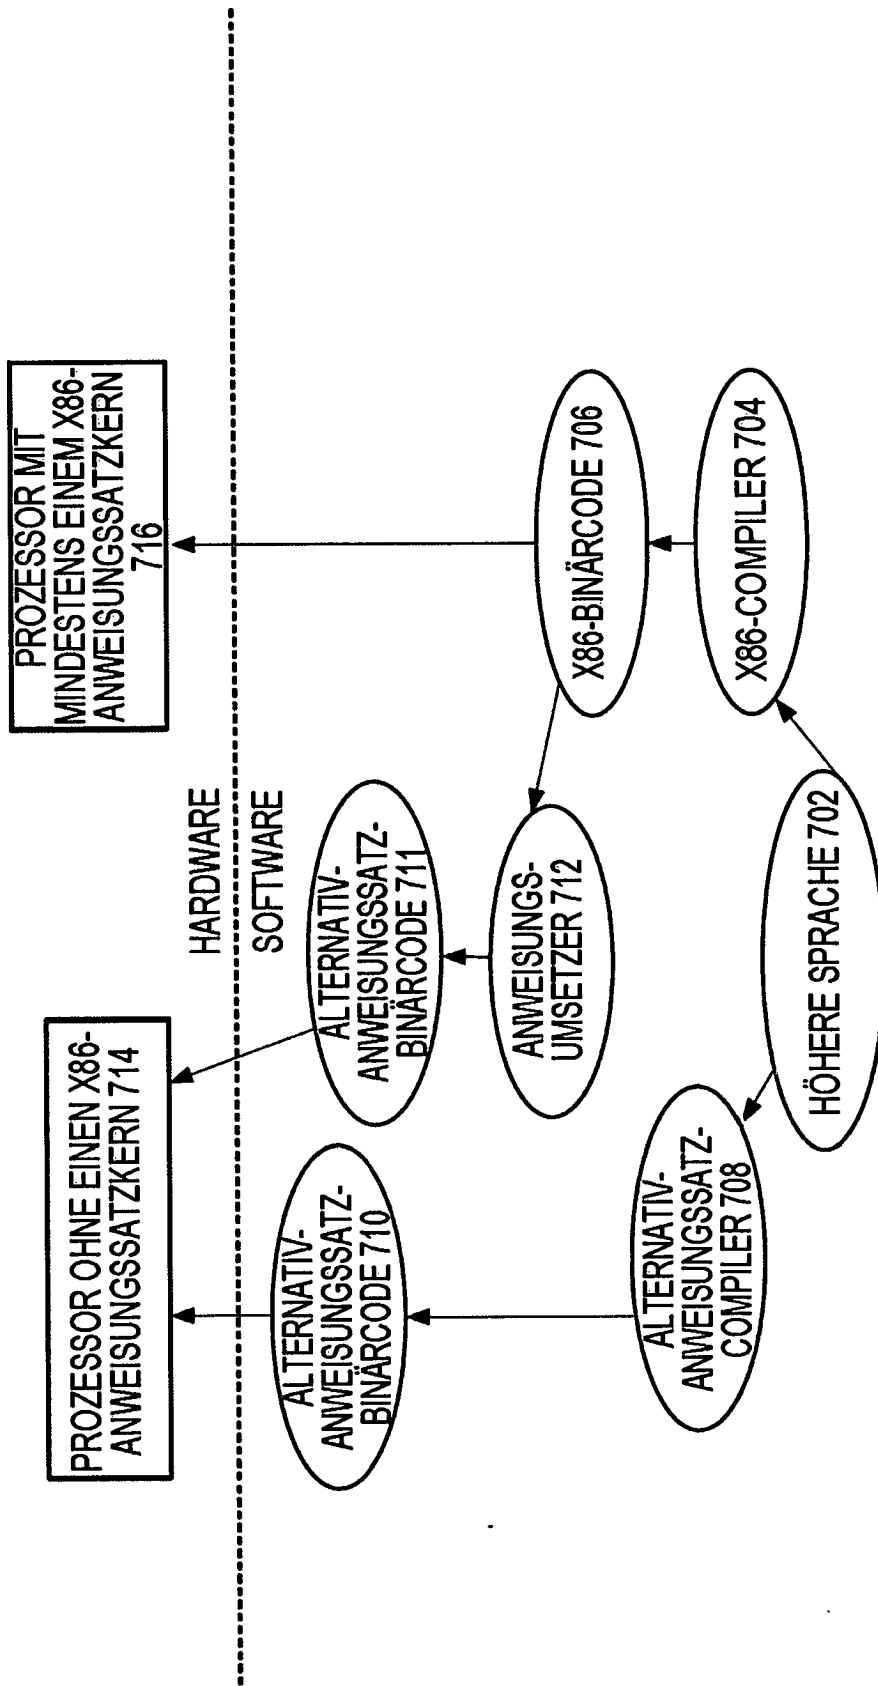 PROZESSOR OHNE EINEN X86-
ANWEISUNGSSATZKERN 714
PROZESSOR MIT
MINDESTENS EINEM X86-
ANWEISUNGSSATZKERN
716
HARDWARE
SOFTWARE
ALTERNATIV-
ANWEISUNGSSATZ-
BINÄRCODE 710
ALTERNATIV-
ANWEISUNGSSATZ-
BINÄRCODE 711
ANWEISUNGS-
UMSETZER 712
X86-BINÄRCODE 706
ALTERNATIV-
ANWEISUNGSSATZ-
COMPILER 708
X86-COMPILER 704
HÖHERE SPRACHE 702